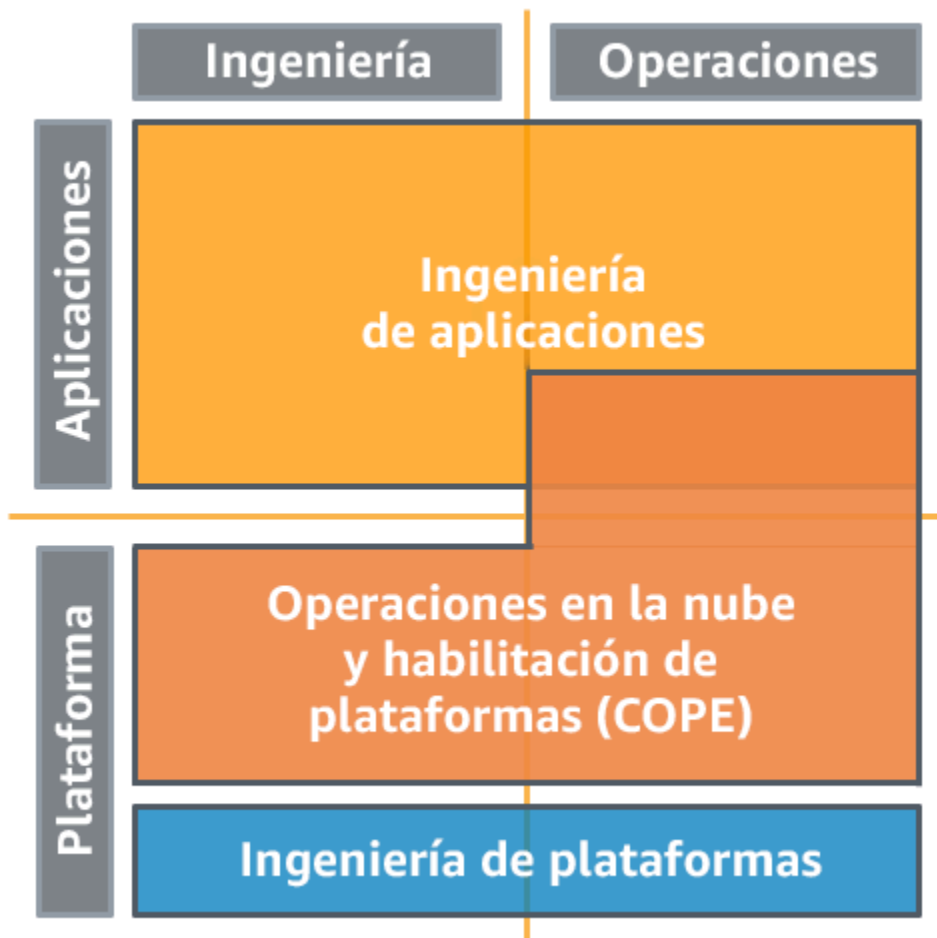 Ingeniería
Operaciones
Aplicaciones
Ingeniería
de aplicaciones
Plataforma
Operaciones en la nube
y habilitación de
plataformas (COPE)
Ingeniería de plataformas